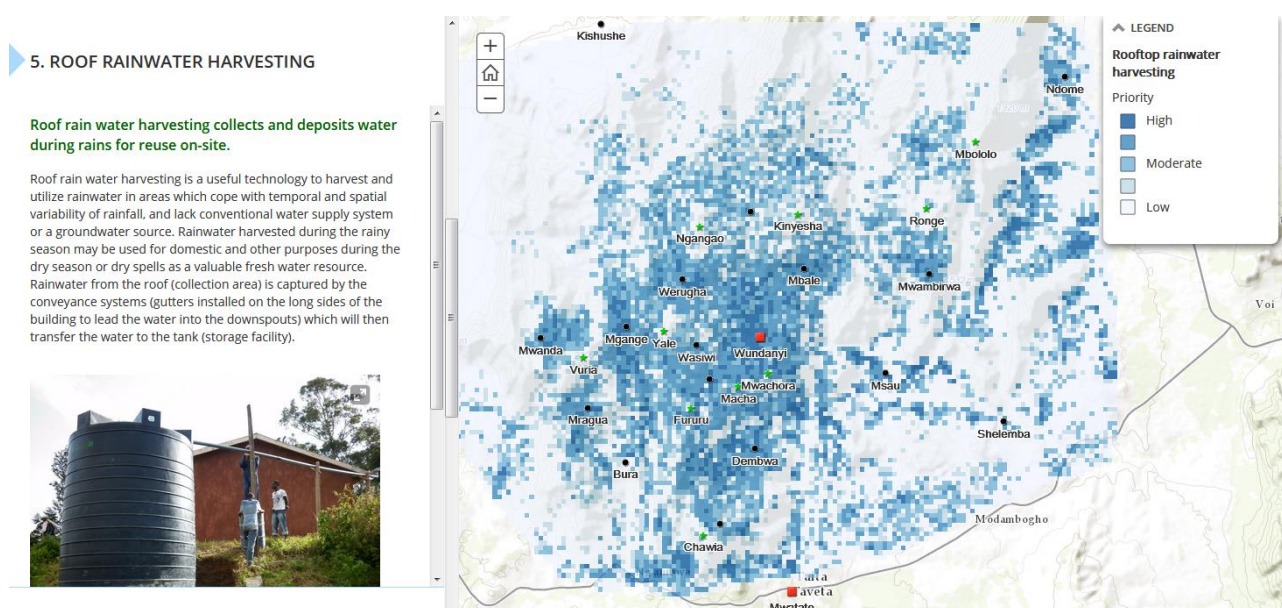 5. ROOF RAINWATER HARVESTING
Roof rain water harvesting collects and deposits water
during rains for reuse on-site.
Roof rain water harvesting is a useful technology to harvest and
utilize rainwater in areas which cope with temporal and spatial
variability of rainfall, and lack conventional water supply system
or a groundwater source. Rainwater harvested during the rainy
season may be used for domestic and other purposes during the
dry season or dry spells as a valuable fresh water resource.
Rainwater from the roof (collection area) is captured by the
conveyance systems (gutters installed on the long sides of the
building to lead the water into the downspouts) which will then
transfer the water to the tank (storage facility).
+
−
Kishushe
Ndome
Mbololo
Ronge
Kinyesha
Ngangao
Mbale
Mwambirwa
Werugha
Mgange
Yale
Wasiwi
Wundanyi
Mwanda
Vuria
Mwachora
Macha
Msau
Mragua
Fururu
Shelemba
Dembwa
Bura
Chawia
Modambogho
Voi
aveta
Mwatate
LEGEND
Rooftop rainwater
harvesting
Priority
High
Moderate
Low